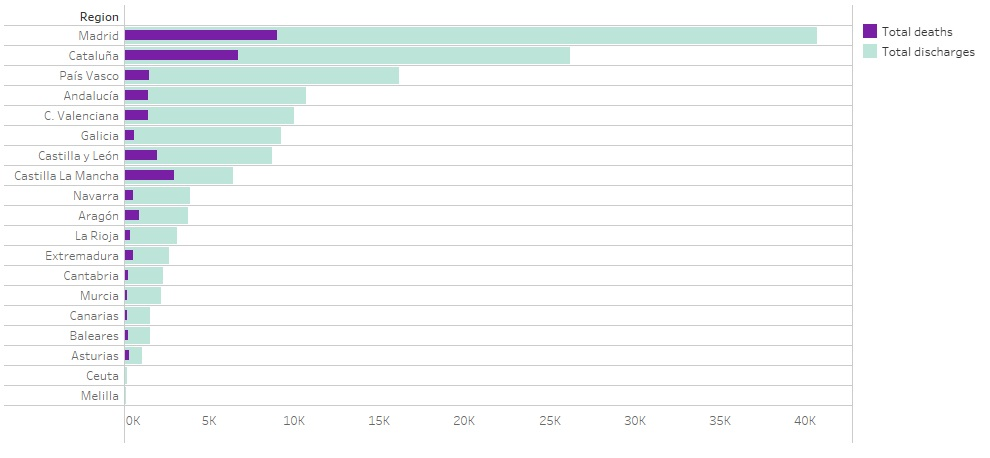 Region
Madrid
Cataluña
País Vasco
Andalucía
C. Valenciana
Galicia
Castilla y León
Castilla La Mancha
Navarra
Aragón
La Rioja
Extremadura
Cantabria
Murcia
Canarias
Baleares
Asturias
Ceuta
Melilla
0K 5K 10K 15K 20K 25K 30K 35K 40K
Total deaths
Total discharges